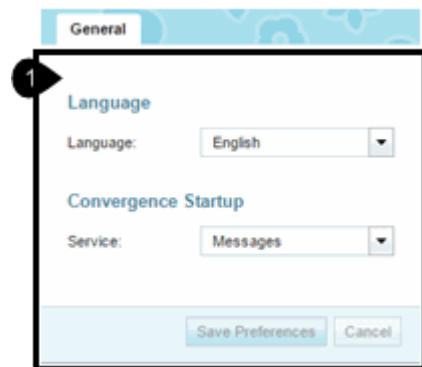 General
1
Language
Language: English
Convergence Startup
Service: Messages
Save Preferences Cancel